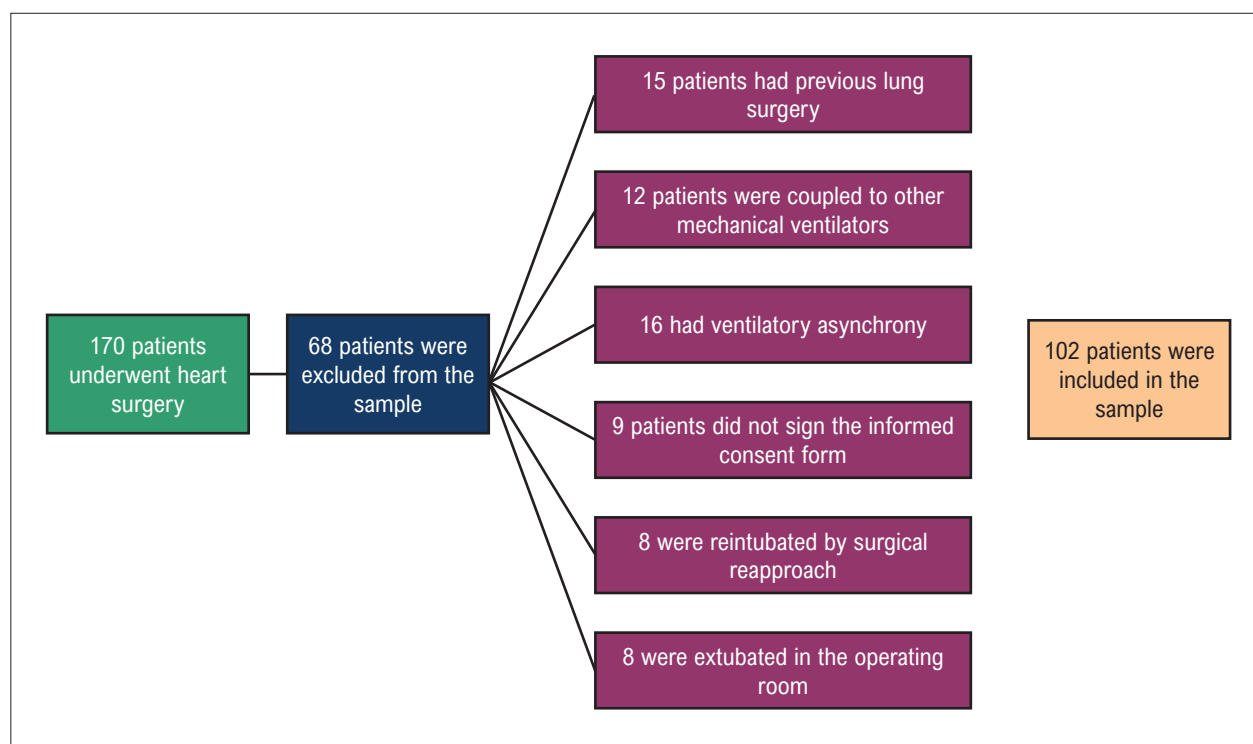 170 patients
underwent heart
surgery
68 patients were
excluded from the
sample
15 patients had previous lung
surgery
12 patients were coupled to other
mechanical ventilators
16 had ventilatory asynchrony
9 patients did not sign the informed
consent form
8 were reintubated by surgical
reapproach
8 were extubated in the operating
room
102 patients were
included in the
sample